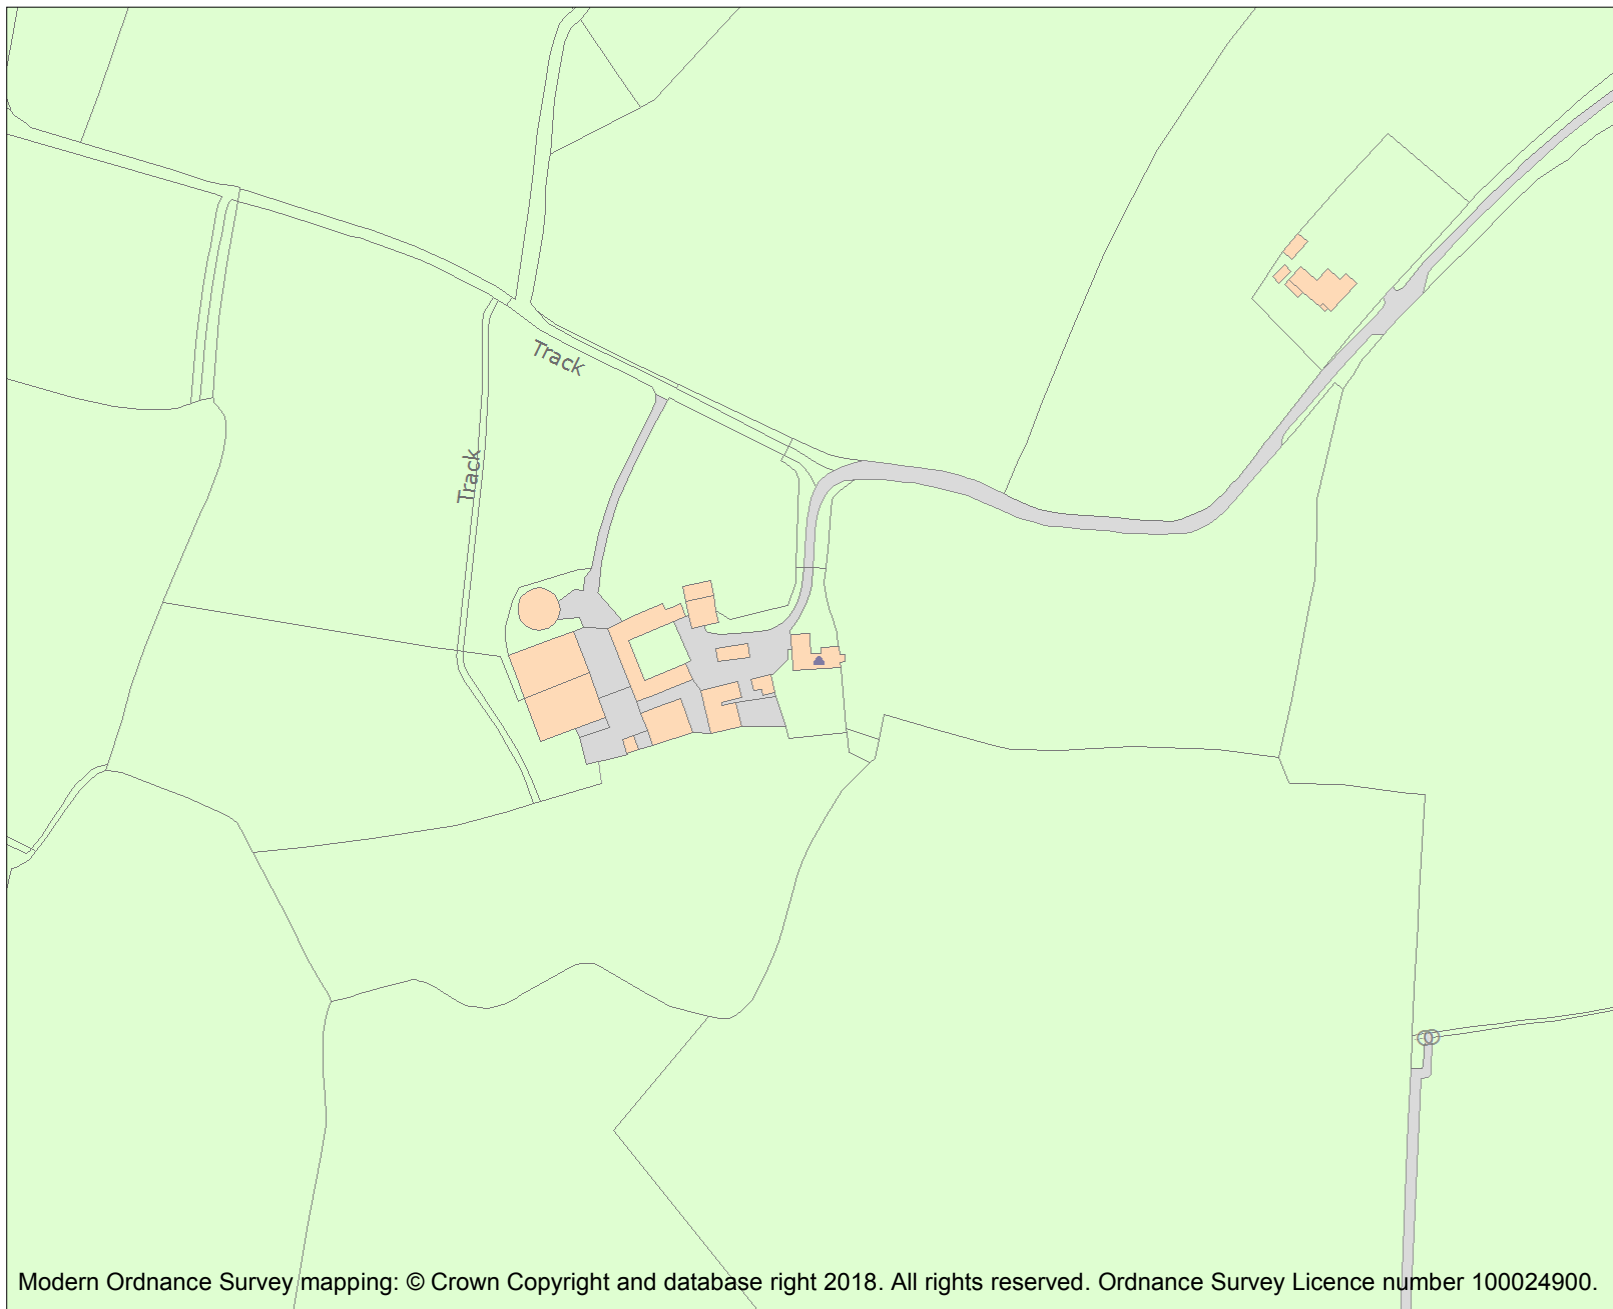 Track
Track
Modern Ordnance Survey mapping: © Crown Copyright and database right 2018. All rights reserved. Ordnance Survey Licence number 100024900.